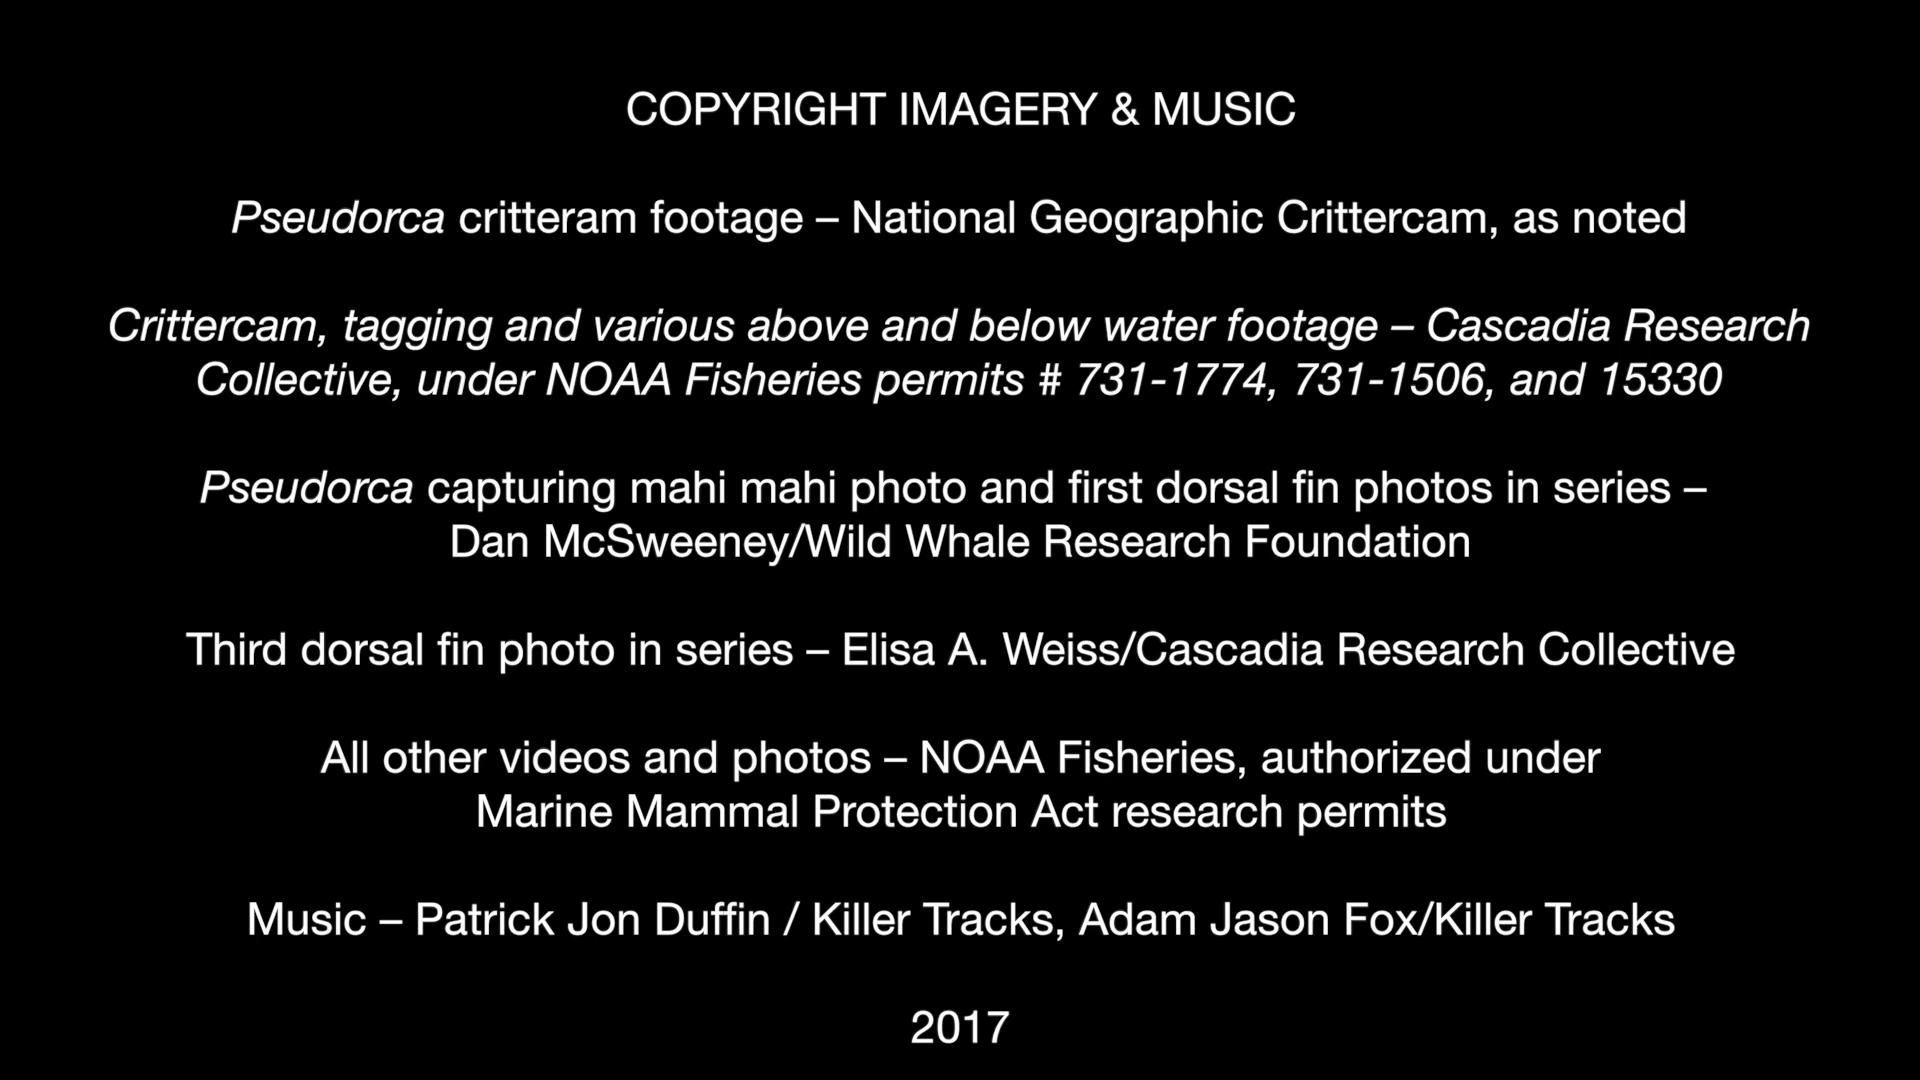 COPYRIGHT IMAGERY & MUSIC
Pseudorca critteram footage – National Geographic Crittercam, as noted
Crittercam, tagging and various above and below water footage – Cascadia Research
Collective, under NOAA Fisheries permits # 731-1774, 731-1506, and 15330
Pseudorca capturing mahi mahi photo and first dorsal fin photos in series –
Dan McSweeney/Wild Whale Research Foundation
Third dorsal fin photo in series – Elisa A. Weiss/Cascadia Research Collective
All other videos and photos – NOAA Fisheries, authorized under
Marine Mammal Protection Act research permits
Music – Patrick Jon Duffin / Killer Tracks, Adam Jason Fox/Killer Tracks
2017